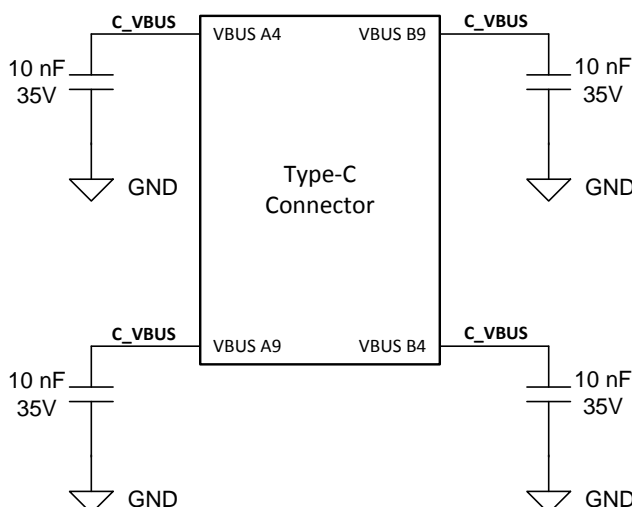 C_VBUS
VBUS A4
VBUS B9
C_VBUS
10 nF
35V
GND
Type-C
Connector
10 nF
35V
GND
C_VBUS
VBUS A9
VBUS B4
C_VBUS
10 nF
35V
GND
10 nF
35V
GND